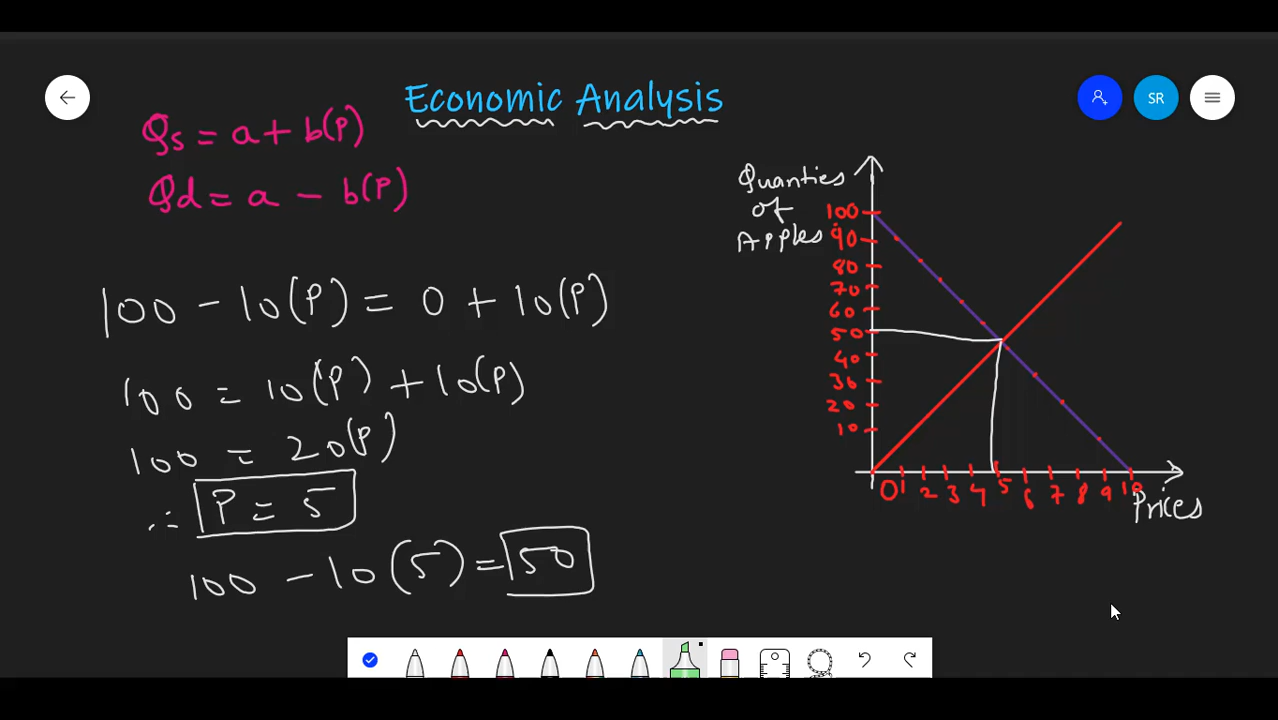 Economic Analysis
SR
Qs = a + b(P)
Qd = a - b(P)
100 - 10(P) = 0 + 10(P)
100 = 10(P) + 10(P)
100 = 20(P)
∴ P = 5
100 - 10(5) = 50
Quanties
of
Apples
100
90
80
70
60
50
40
30
20
10
0 1 2 3 4 5 6 7 8 9 10
Prices